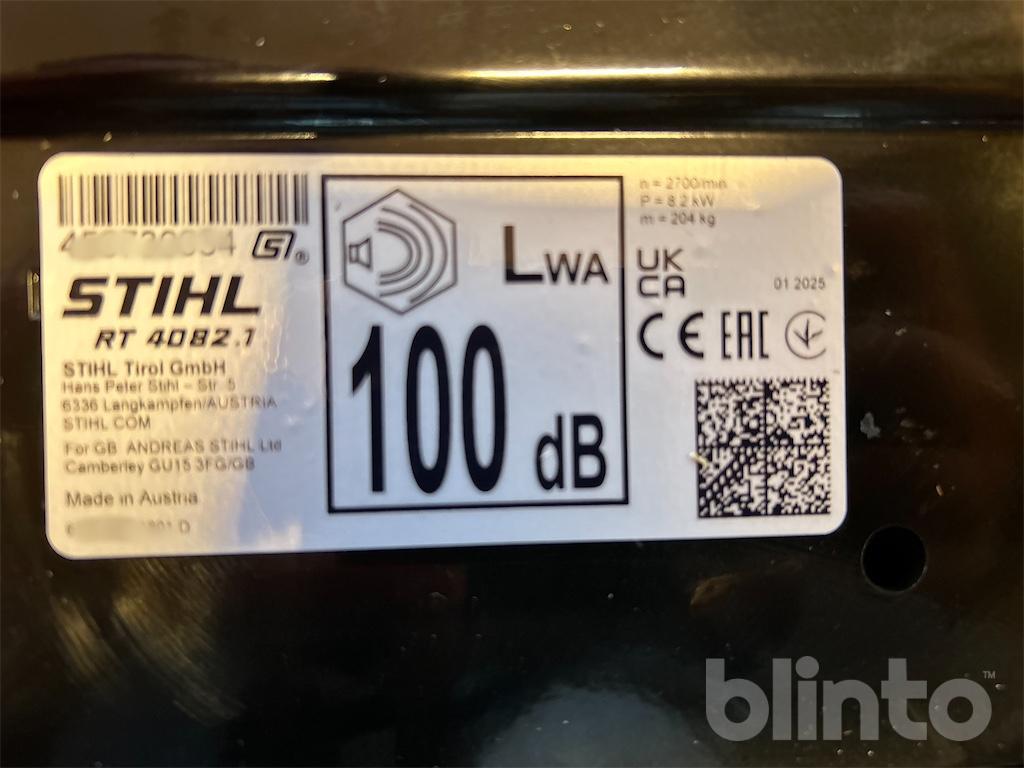 STIHL
RT 4082.1
STIHL Tirol GmbH
Hans Peter Stihl – Str. 5
6336 Langkampfen/AUSTRIA
STIHL COM
For GB ANDREAS STIHL Ltd
Camberley GU15 3FG/GB
Made in Austria
LWA
100 dB
n = 2700/min
P = 8.2 kW
m = 204 kg
UK
CA
01 2025
CE EAC
blinto™